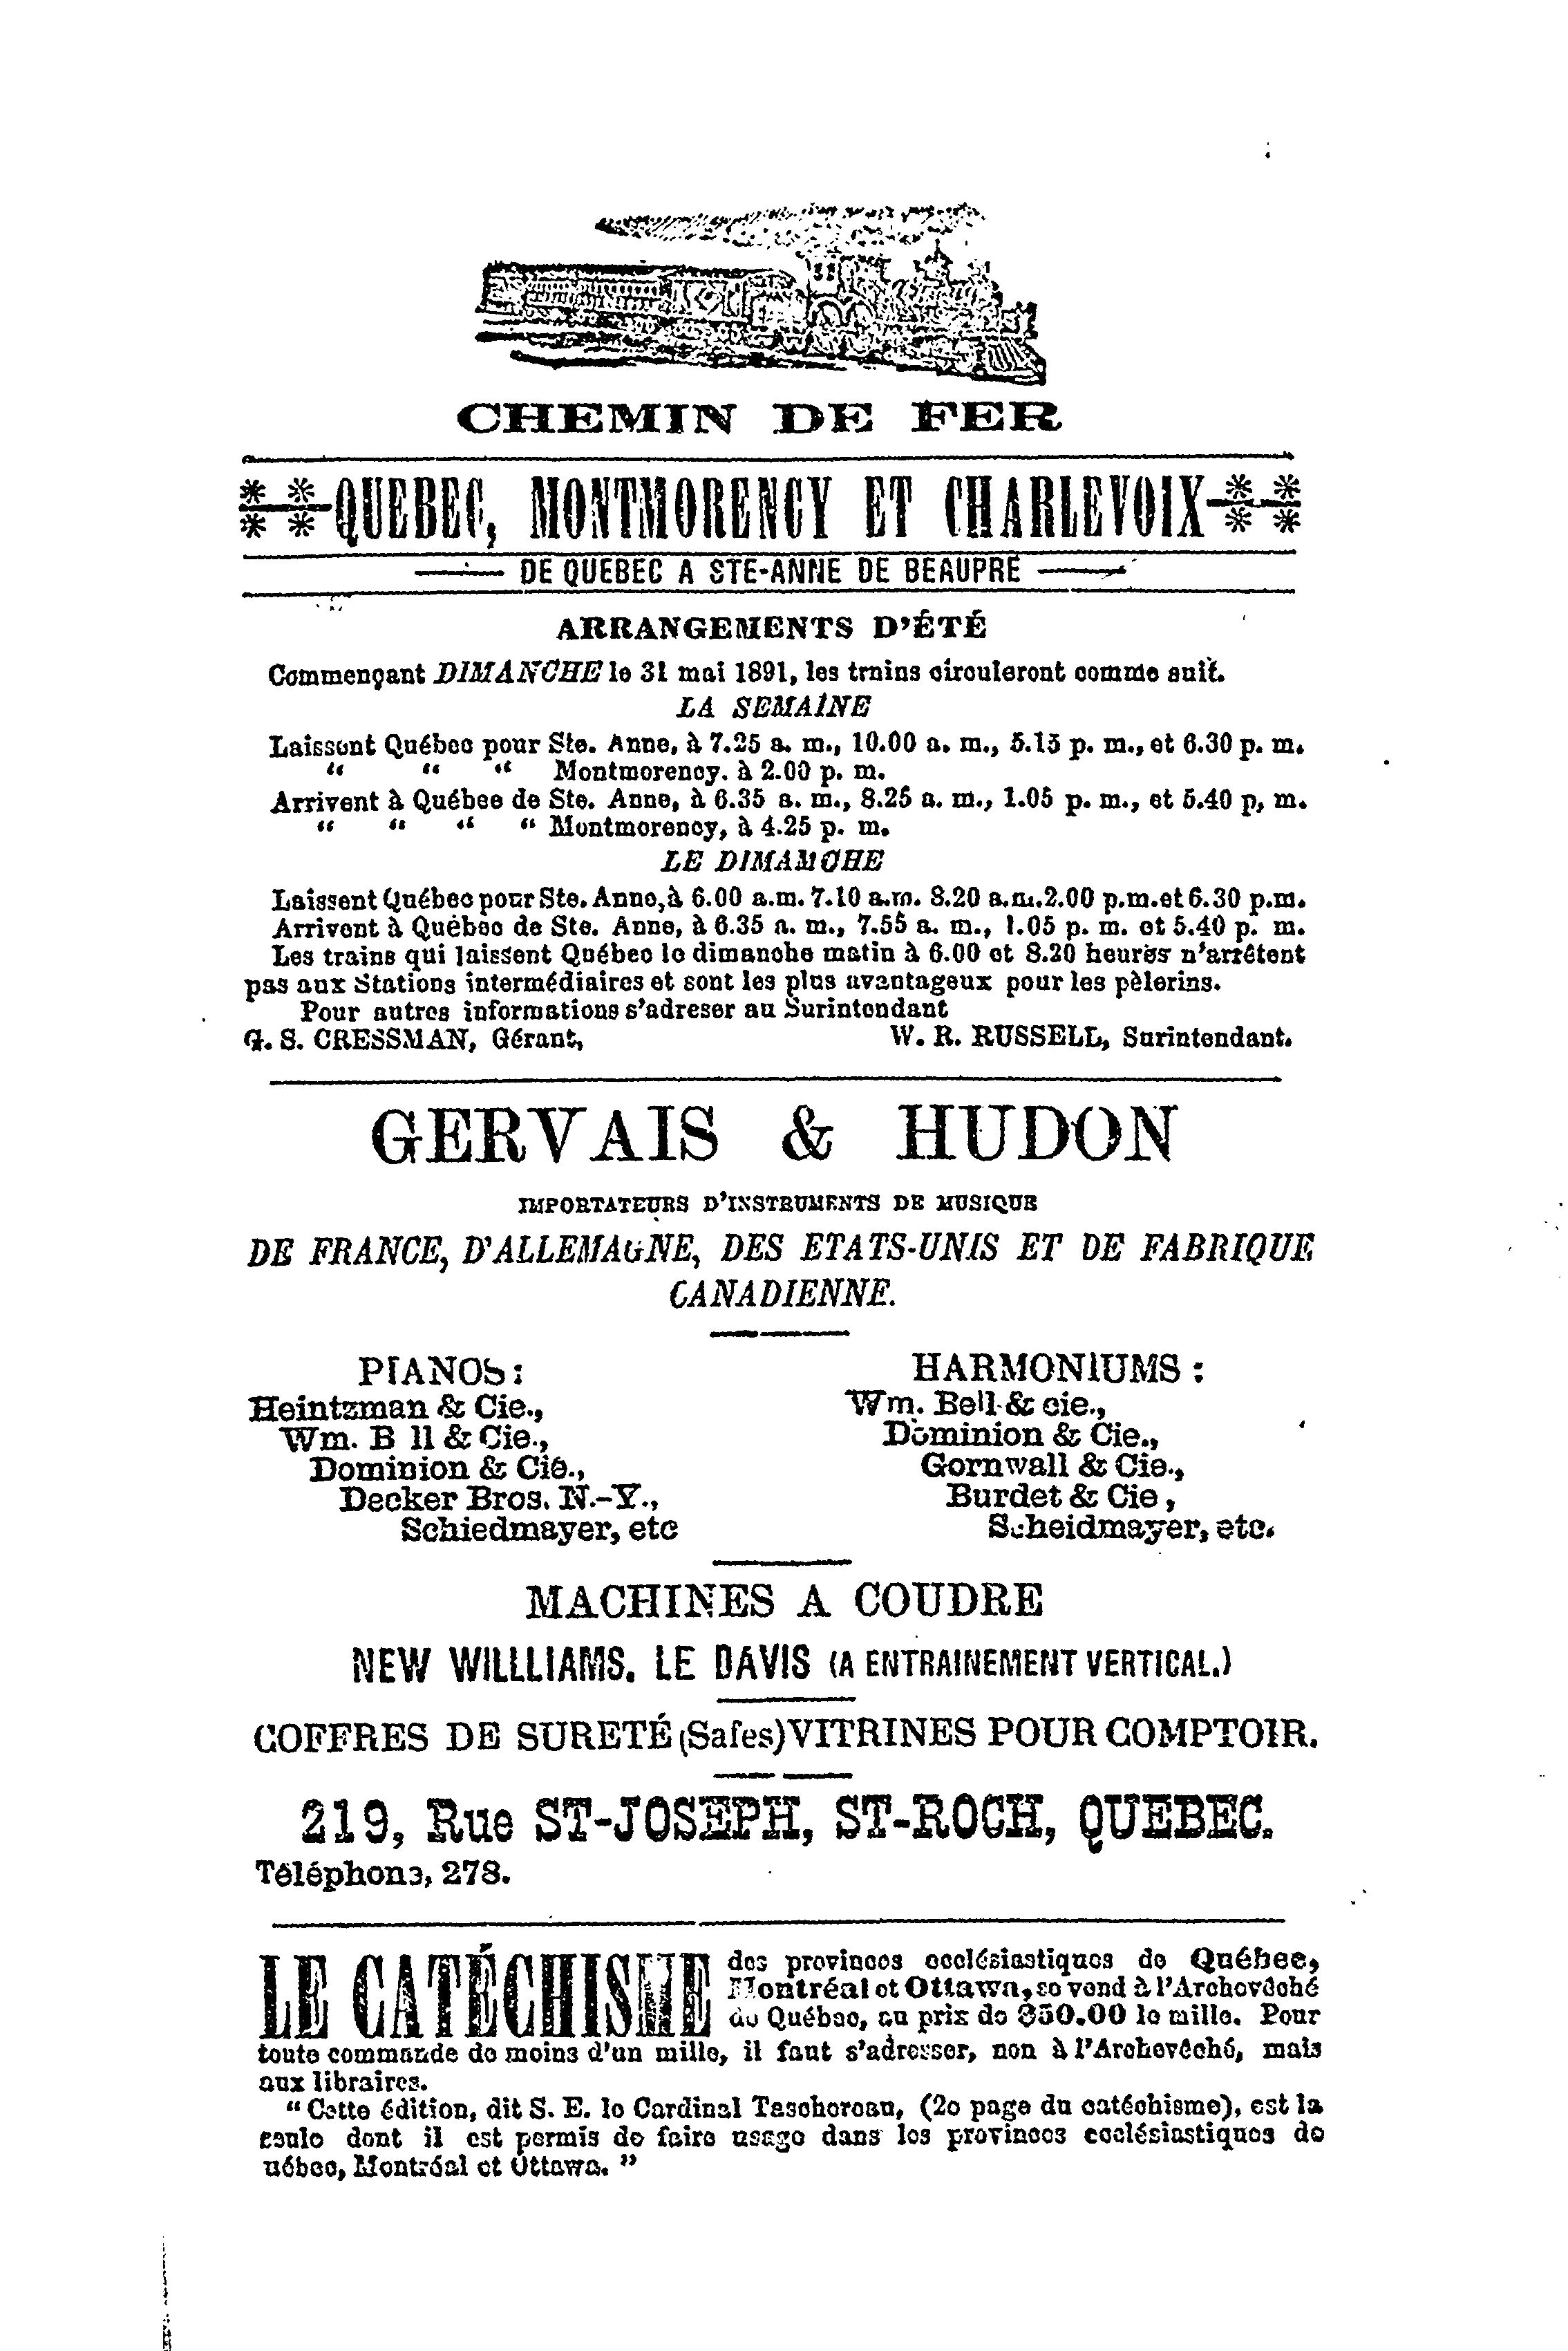 CHEMIN DE FER
QUEBEC, MONTMORENCY ET CHARLEVOIX
DE QUEBEC A STE-ANNE DE BEAUPRE
ARRANGEMENTS D'ÉTÉ
Commençant DIMANCHE le 31 mai 1891, les trains circuleront comme suit.
LA SEMAINE
Laissent Québec pour Ste. Anne, à 7.25 a. m., 10.00 a. m., 5.15 p. m., et 6.30 p. m.
“ “ “ Montmorency. à 2.00 p. m.
Arrivent à Québec de Ste. Anne, à 6.35 a. m., 8.25 a. m., 1.05 p. m., et 5.40 p, m.
“ “ “ “ Montmorency, à 4.25 p. m.
LE DIMANCHE
Laissent Québec pour Ste. Anne, à 6.00 a.m. 7.10 a.m. 8.20 a.m. 2.00 p.m. et 6.30 p.m.
Arrivent à Québec de Ste. Anne, à 6.35 a. m., 7.55 a. m., 1.05 p. m. et 5.40 p. m.
Les trains qui laissent Québec le dimanche matin à 6.00 et 8.20 heures n'arrêtent
pas aux Stations intermédiaires et sont les plus avantageux pour les pèlerins.
Pour autres informations s'adreser au Surintendant
G. S. CRESSMAN, Gérant, W. R. RUSSELL, Surintendant.
GERVAIS & HUDON
IMPORTATEURS D'INSTRUMENTS DE MUSIQUE
DE FRANCE, D'ALLEMAGNE, DES ETATS-UNIS ET DE FABRIQUE
CANADIENNE.
PIANOS :
Heintzman & Cie.,
Wm. B ll & Cie.,
Dominion & Cie.,
Decker Bros. N.-Y.,
Schiedmayer, etc
HARMONIUMS :
Wm. Bell & cie.,
Dominion & Cie.,
Gornwall & Cie.,
Burdet & Cie ,
Scheidmayer, etc.
MACHINES A COUDRE
NEW WILLLIAMS. LE DAVIS (A ENTRAINEMENT VERTICAL.)
COFFRES DE SURETÉ (Safes) VITRINES POUR COMPTOIR.
219, Rue ST-JOSEPH, ST-ROCH, QUEBEC.
Téléphone, 278.
LE CATÉCHISME des provinces ecclésiastiques de Québec,
Montréal et Ottawa, se vend à l'Archevêché
de Québec, au prix de $50.00 le mille. Pour
toute commande de moins d'un mille, il faut s'adresser, non à l'Archevêché, mais
aux libraires.
“ Cette édition, dit S. E. le Cardinal Taschereau, (2e page du catéchisme), est la
seule dont il est permis de faire usage dans les provinces ecclésiastiques de
uébec, Montréal et Ottawa. ”